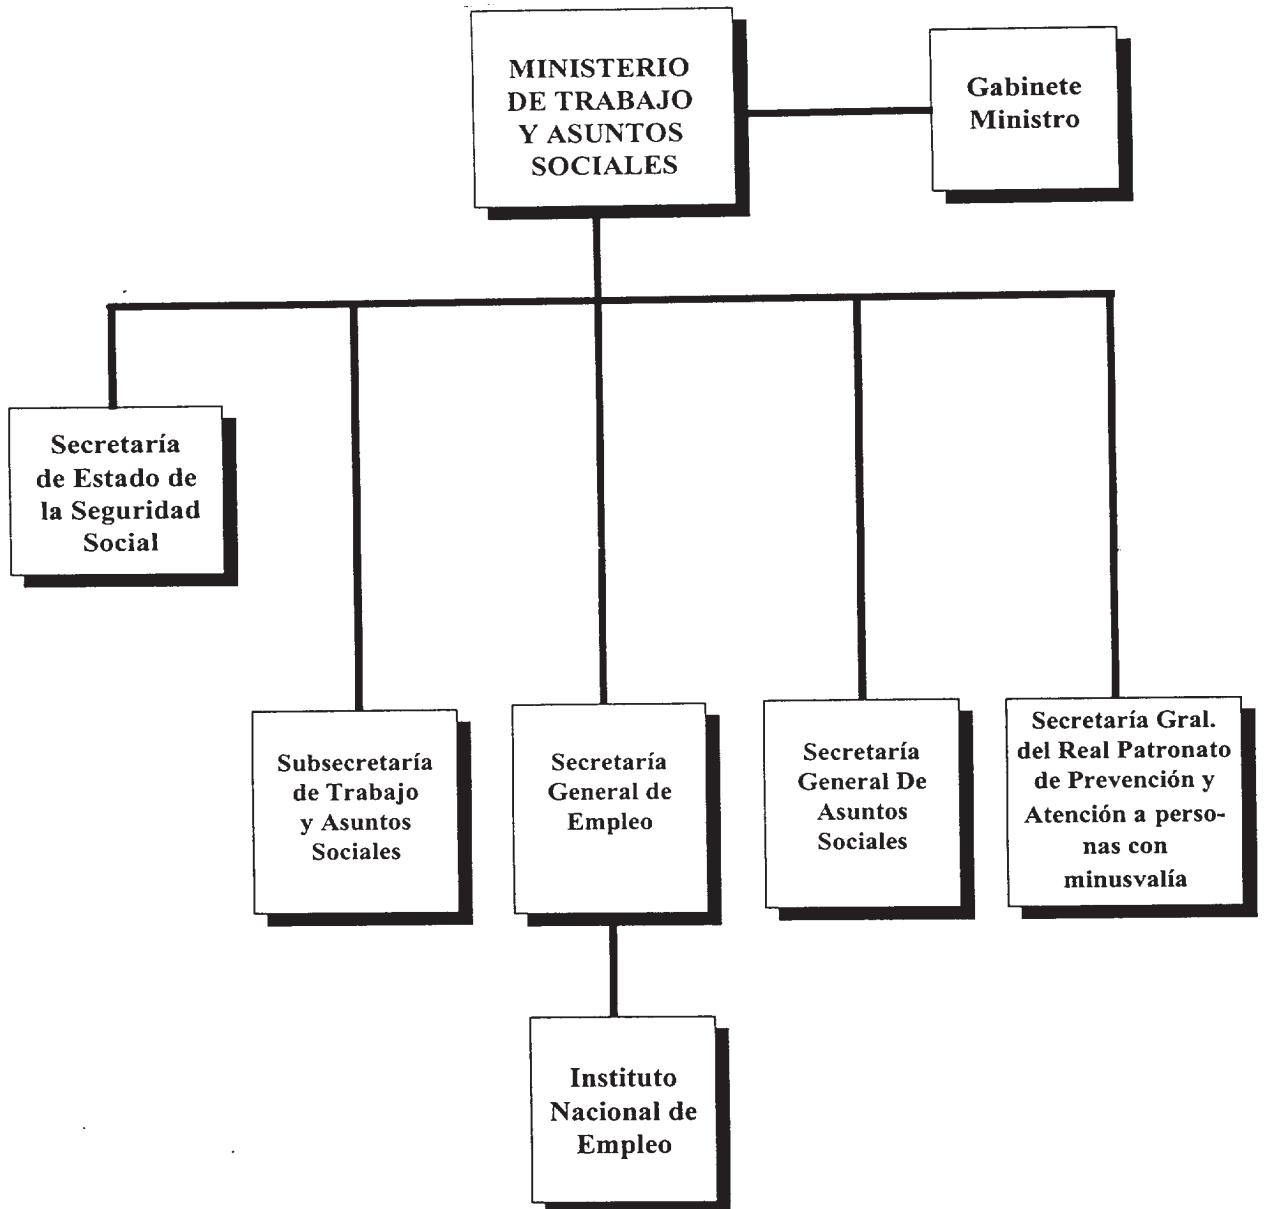 MINISTERIO
DE TRABAJO
Y ASUNTOS
SOCIALES
Gabinete
Ministro
Secretaría
de Estado de
la Seguridad
Social
Subsecretaría
de Trabajo
y Asuntos
Sociales
Secretaría
General de
Empleo
Secretaría
General De
Asuntos
Sociales
Secretaría Gral.
del Real Patronato
de Prevención y
Atención a perso-
nas con
minusvalía
Instituto
Nacional de
Empleo